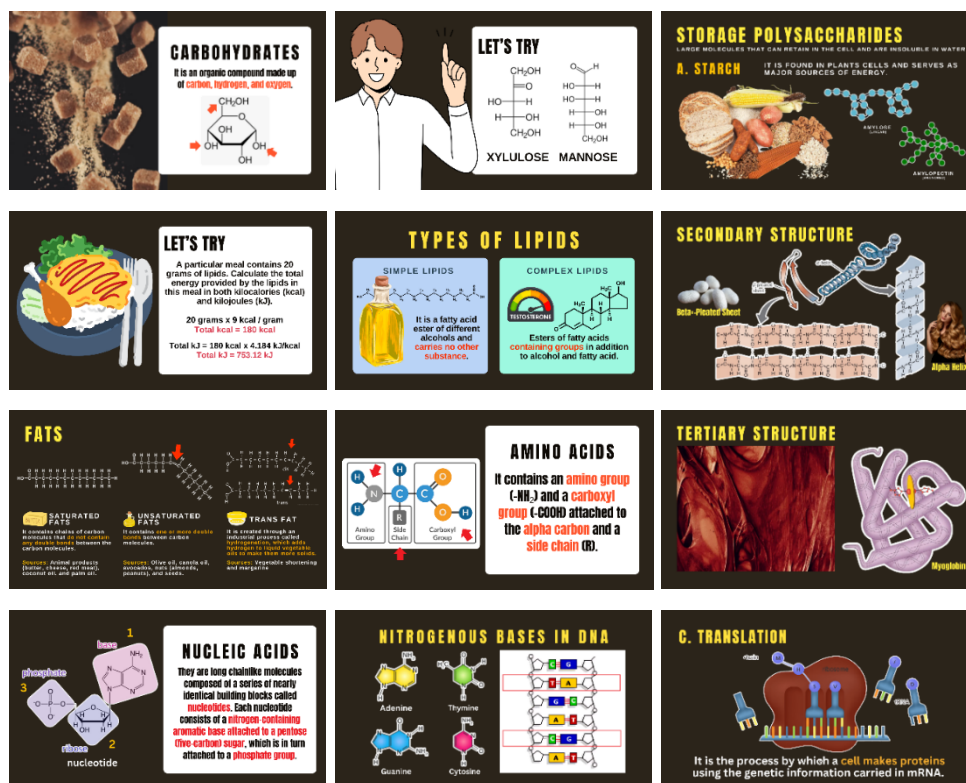 CARBOHYDRATES
It is an organic compound made up
of carbon, hydrogen, and oxygen.
CH₂OH
OH
OH
OH
OH
LET'S TRY
CH₂OH
O
HO
H
H
OH
CH₂OH
XYLULOSE
H
O
HO
H
HO
H
H
OH
H
OH
CH₂OH
MANNOSE
STORAGE POLYSACCHARIDES
LARGE MOLECULES THAT CAN RETAIN IN THE CELL AND ARE INSOLUBLE IN WATER
A. STARCH
IT IS FOUND IN PLANTS CELLS AND SERVES AS
MAJOR SOURCES OF ENERGY.
AMYLOSE
AMYLOPECTIN
LET'S TRY
A particular meal contains 20
grams of lipids. Calculate the total
energy provided by the lipids in
this meal in both kilocalories (kcal)
and kilojoules (kJ).
20 grams x 9 kcal / gram
Total kcal = 180 kcal
Total kJ = 180 kcal x 4.184 kJ/kcal
Total kJ = 753.12 kJ
TYPES OF LIPIDS
SIMPLE LIPIDS
It is a fatty acid
ester of different
alcohols and
carries no other
substance.
COMPLEX LIPIDS
TESTOSTERONE
Esters of fatty acids
containing groups in addition
to alcohol and fatty acid.
SECONDARY STRUCTURE
Beta-Pleated Sheet
Alpha Helix
FATS
SATURATED
FATS
It contains chains of carbon
molecules that do not contain
any double bonds between the
carbon molecules.
Sources: Animal products
(butter, cheese, red meal),
coconut oil, and palm oil.
UNSATURATED
FATS
It contains one or more double
bonds between carbon
molecules.
Sources: Olive oil, canola oil,
avocados, nuts (almonds,
peanuts), and seeds.
TRANS FAT
It is created through an
industrial process called
hydrogenation, which adds
hydrogen to liquid vegetable
oils to make them more solids.
Sources: Vegetable shortening
and margarine
H
H
O
H
N
C
C
H
R
O
H
Amino
Group
Side
Chain
Carboxyl
Group
AMINO ACIDS
It contains an amino group
(-NH₂) and a carboxyl
group (-COOH) attached to
the alpha carbon and a
side chain (R).
TERTIARY STRUCTURE
Myoglobin
1
base
NH₂
phosphate
3
ribose
2
nucleotide
NUCLEIC ACIDS
They are long chainlike molecules
composed of a series of nearly
identical building blocks called
nucleotides. Each nucleotide
consists of a nitrogen-containing
aromatic base attached to a pentose
(five-carbon) sugar, which is in turn
attached to a phosphate group.
NITROGENOUS BASES IN DNA
Adenine
Thymine
Guanine
Cytosine
C G
T A
G C
A T
C G
A T
C. TRANSLATION
It is the process by which a cell makes proteins
using the genetic information carried in mRNA.